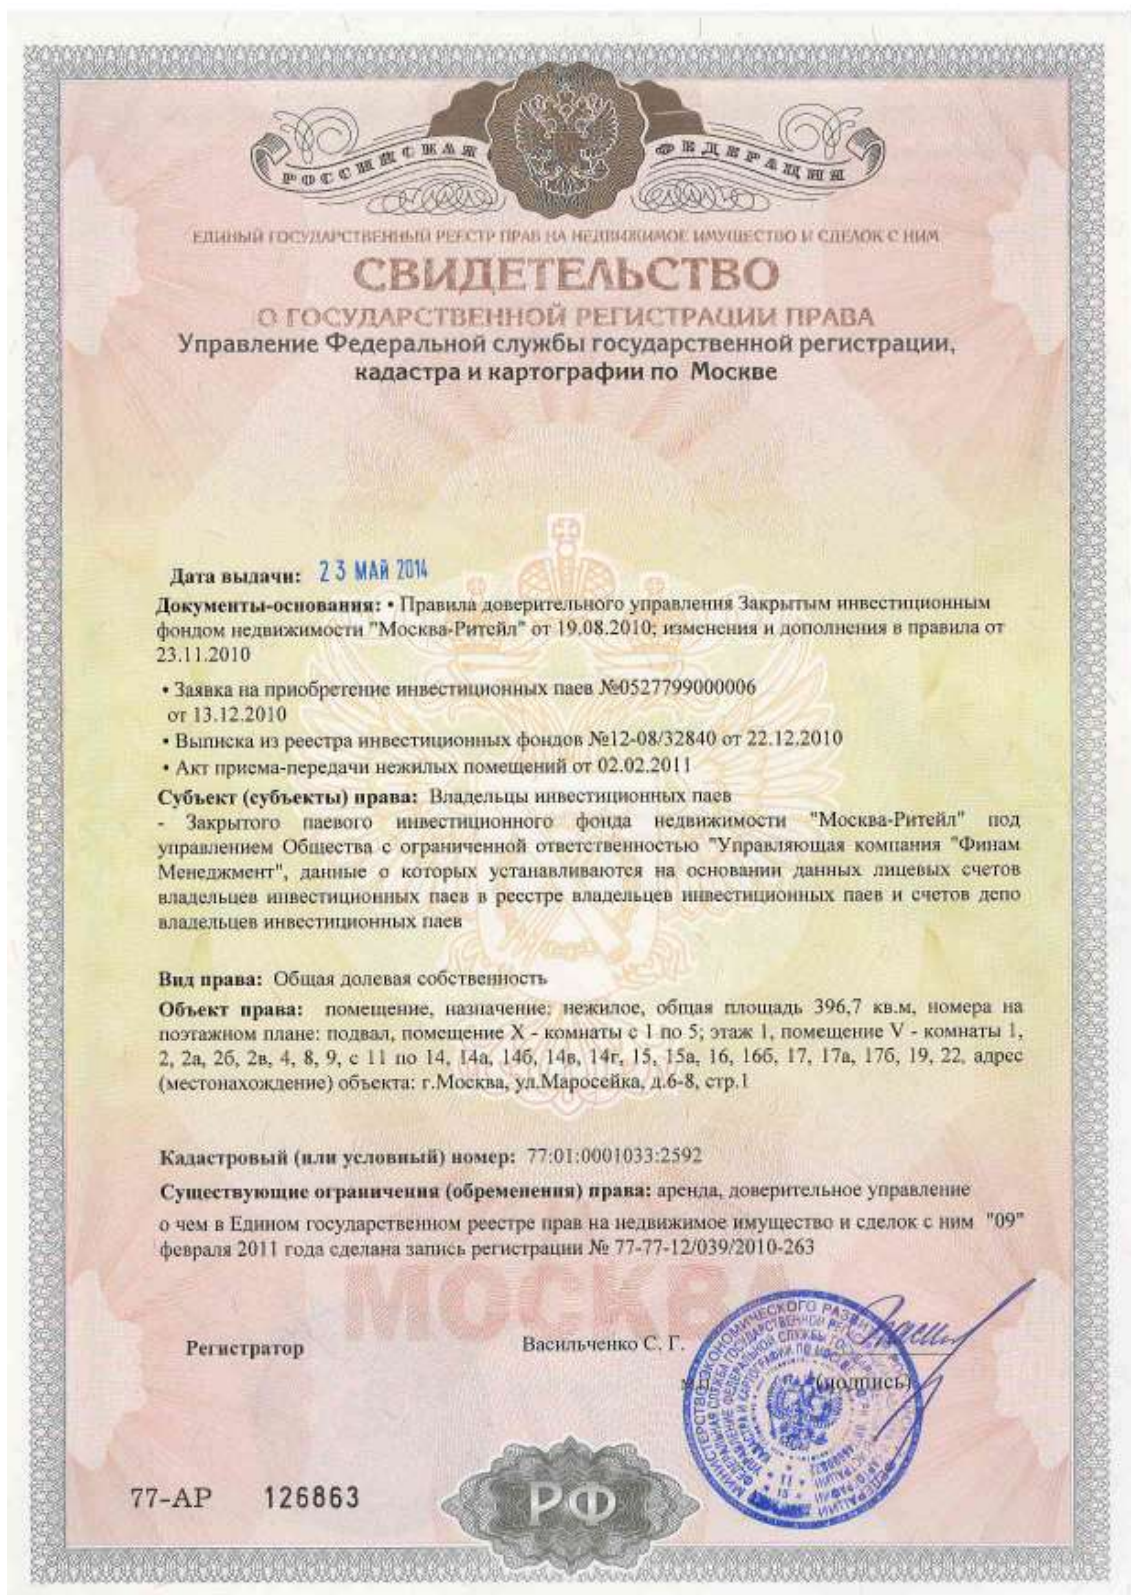 РОССИЙСКАЯ ФЕДЕРАЦИЯ
ЕДИНЫЙ ГОСУДАРСТВЕННЫЙ РЕЕСТР ПРАВ НА НЕДВИЖИМОЕ ИМУЩЕСТВО И СДЕЛОК С НИМ
СВИДЕТЕЛЬСТВО
О ГОСУДАРСТВЕННОЙ РЕГИСТРАЦИИ ПРАВА
Управление Федеральной службы государственной регистрации,
кадастра и картографии по Москве
Дата выдачи: 23 МАЙ 2014
Документы-основания: • Правила доверительного управления Закрытым инвестиционным
фондом недвижимости "Москва-Ритейл" от 19.08.2010; изменения и дополнения в правила от
23.11.2010
• Заявка на приобретение инвестиционных паев №0527799000006
от 13.12.2010
• Выписка из реестра инвестиционных фондов №12-08/32840 от 22.12.2010
• Акт приема-передачи нежилых помещений от 02.02.2011
Субъект (субъекты) права: Владельцы инвестиционных паев
- Закрытого паевого инвестиционного фонда недвижимости "Москва-Ритейл" под
управлением Общества с ограниченной ответственностью "Управляющая компания "Финам
Менеджмент", данные о которых устанавливаются на основании данных лицевых счетов
владельцев инвестиционных паев в реестре владельцев инвестиционных паев и счетов депо
владельцев инвестиционных паев
Вид права: Общая долевая собственность
Объект права: помещение, назначение: нежилое, общая площадь 396,7 кв.м, номера на
поэтажном плане: подвал, помещение X - комнаты с 1 по 5; этаж 1, помещение V - комнаты 1,
2, 2а, 2б, 2в, 4, 8, 9, с 11 по 14, 14а, 14б, 14в, 14г, 15, 15а, 16, 16б, 17, 17а, 17б, 19, 22, адрес
(местонахождение) объекта: г.Москва, ул.Маросейка, д.6-8, стр.1
Кадастровый (или условный) номер: 77:01:0001033:2592
Существующие ограничения (обременения) права: аренда, доверительное управление
о чем в Едином государственном реестре прав на недвижимое имущество и сделок с ним "09"
февраля 2011 года сделана запись регистрации № 77-77-12/039/2010-263
МОСКВА
Регистратор Васильченко С. Г.
(подпись)
77-АР 126863
РФ